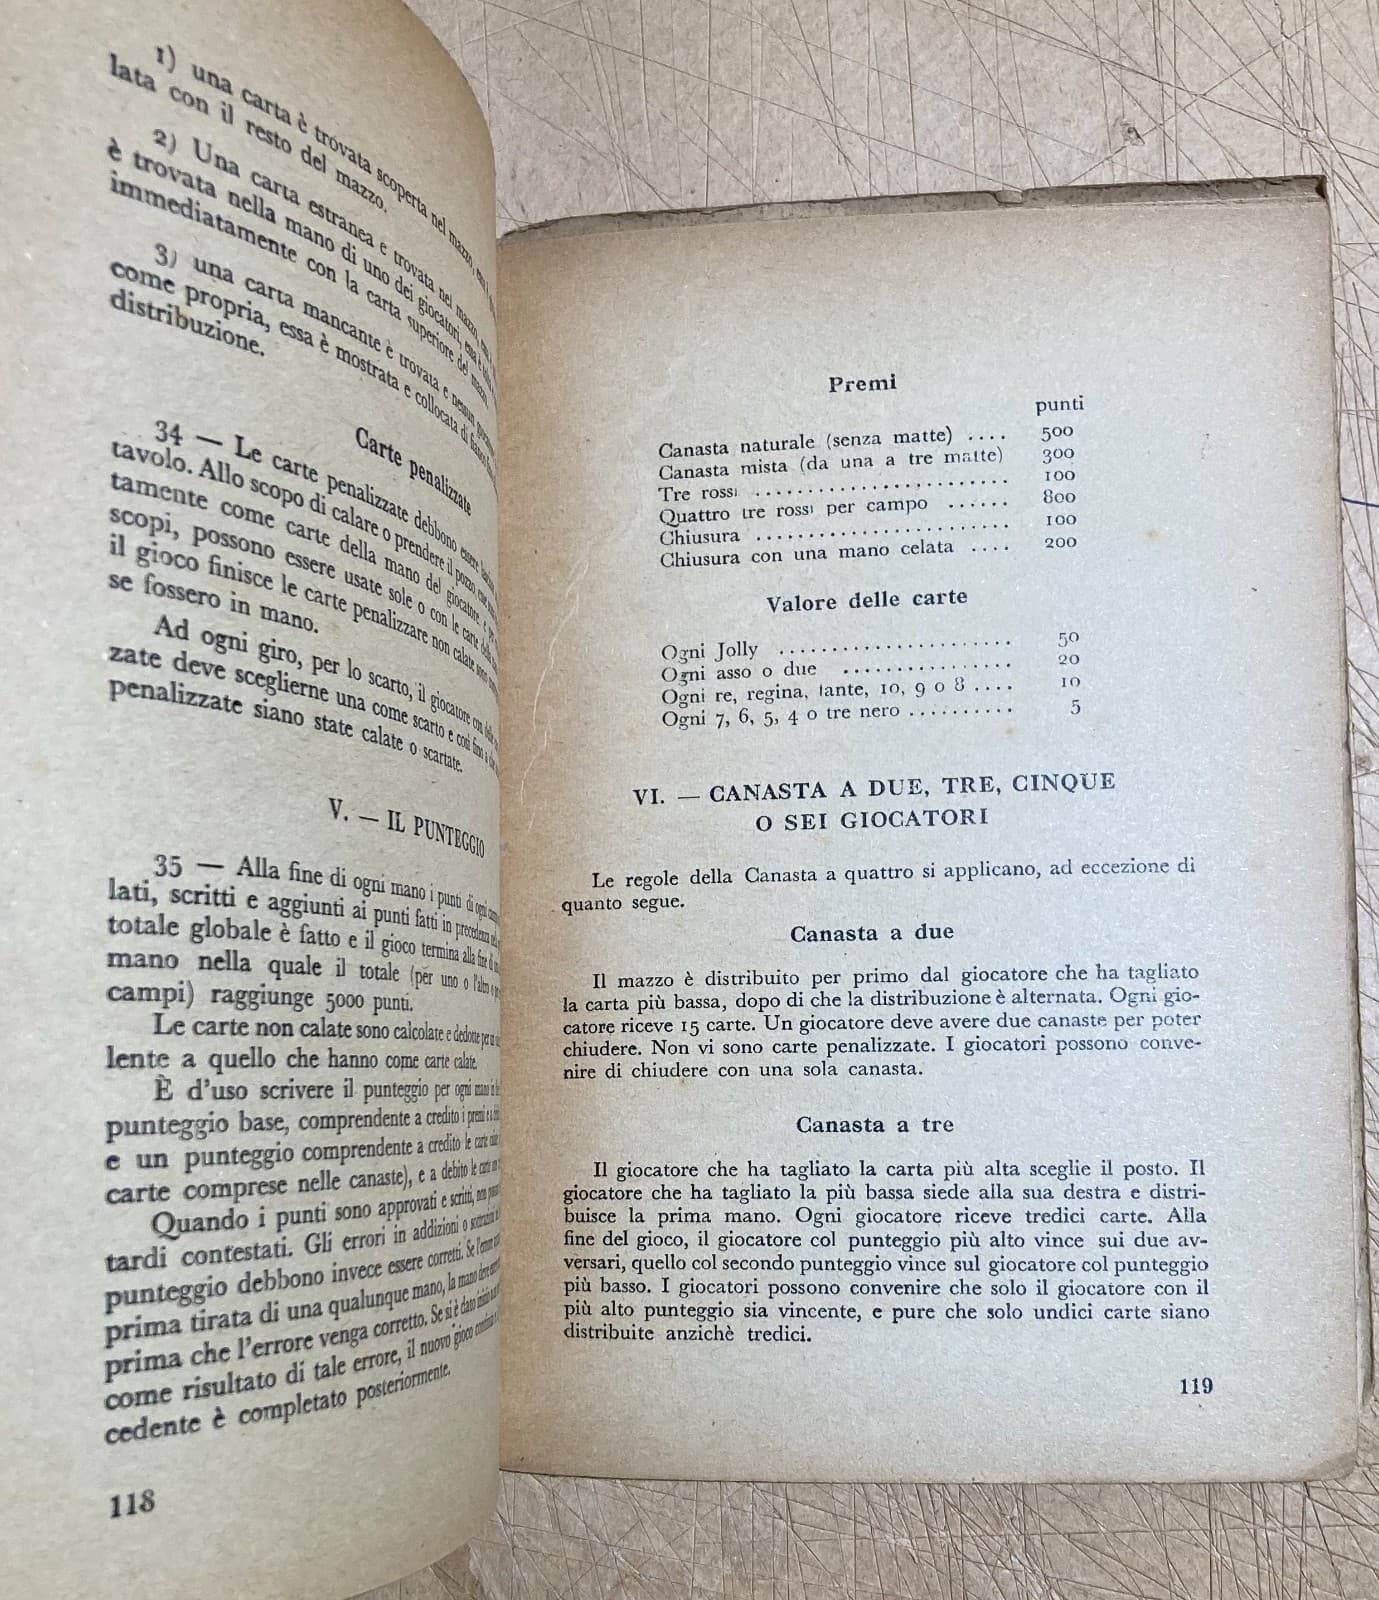 1) una carta è trovata scoperta nel mazzo,
lata con il resto del mazzo.
2) Una carta estranea è trovata nel mazzo,
è trovata nella mano di uno dei giocatori,
immediatamente con la carta superiore del mazzo.
3) una carta mancante è trovata e nessun
come propria, essa è mostrata e collocata di
distribuzione.
Carte penalizzate
34 — Le carte penalizzate debbono essere
tavolo. Allo scopo di calare o prendere il pozzo
tamente come carte della mano del giocatore,
scopi, possono essere usate sole o con le carte della
il gioco finisce le carte penalizzare non calate sono
se fossero in mano.
Ad ogni giro, per lo scarto, il giocatore con
zate deve sceglierne una come scarto e così fino a
penalizzate siano state calate o scartate.
V. — IL PUNTEGGIO
35 — Alla fine di ogni mano i punti di ogni
lati, scritti e aggiunti ai punti fatti in precedenza
totale globale è fatto e il gioco termina alla fine di
mano nella quale il totale (per uno o l'altro
campi) raggiunge 5000 punti.
Le carte non calate sono calcolate e dedotte per un
lente a quello che hanno come carte calate.
È d'uso scrivere il punteggio per ogni mano
punteggio base, comprendente a credito i premi
e un punteggio comprendente a credito le carte
carte comprese nelle canaste), e a debito le carte
Quando i punti sono approvati e scritti, non
tardi contestati. Gli errori in addizioni o sottrazioni
punteggio debbono invece essere corretti. Se l'errore
prima tirata di una qualunque mano, la mano deve
prima che l'errore venga corretto. Se si è dato inizio
come risultato di tale errore, il nuovo gioco continua
cedente è completato posteriormente.
118
Premi
punti
Canasta naturale (senza matte) .... 500
Canasta mista (da una a tre matte) 300
Tre rossi ........................ 100
Quattro tre rossi per campo ...... 800
Chiusura ........................ 100
Chiusura con una mano celata .... 200
Valore delle carte
Ogni Jolly ...................... 50
Ogni asso o due ................ 20
Ogni re, regina, fante, 10, 9 o 8 .... 10
Ogni 7, 6, 5, 4 o tre nero .......... 5
VI. — CANASTA A DUE, TRE, CINQUE
O SEI GIOCATORI
Le regole della Canasta a quattro si applicano, ad eccezione di
quanto segue.
Canasta a due
Il mazzo è distribuito per primo dal giocatore che ha tagliato
la carta più bassa, dopo di che la distribuzione è alternata. Ogni gio-
catore riceve 15 carte. Un giocatore deve avere due canaste per poter
chiudere. Non vi sono carte penalizzate. I giocatori possono conve-
nire di chiudere con una sola canasta.
Canasta a tre
Il giocatore che ha tagliato la carta più alta sceglie il posto. Il
giocatore che ha tagliato la più bassa siede alla sua destra e distri-
buisce la prima mano. Ogni giocatore riceve tredici carte. Alla
fine del gioco, il giocatore col punteggio più alto vince sui due av-
versari, quello col secondo punteggio vince sul giocatore col punteggio
più basso. I giocatori possono convenire che solo il giocatore con il
più alto punteggio sia vincente, e pure che solo undici carte siano
distribuite anzichè tredici.
119